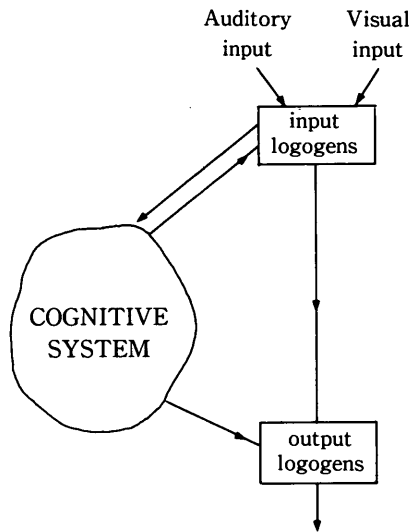 Auditory
input
Visual
input
input
logogens
COGNITIVE
SYSTEM
output
logogens